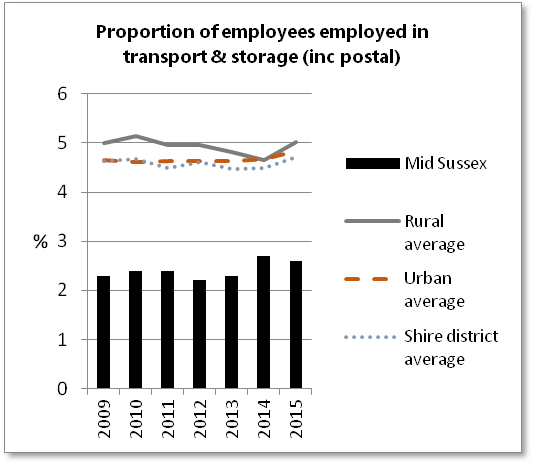 Proportion of employees employed in
transport & storage (inc postal)
6
5
4
3
2
1
0
%
2009
2010
2011
2012
2013
2014
2015
Mid Sussex
Rural
average
Urban
average
Shire district
average